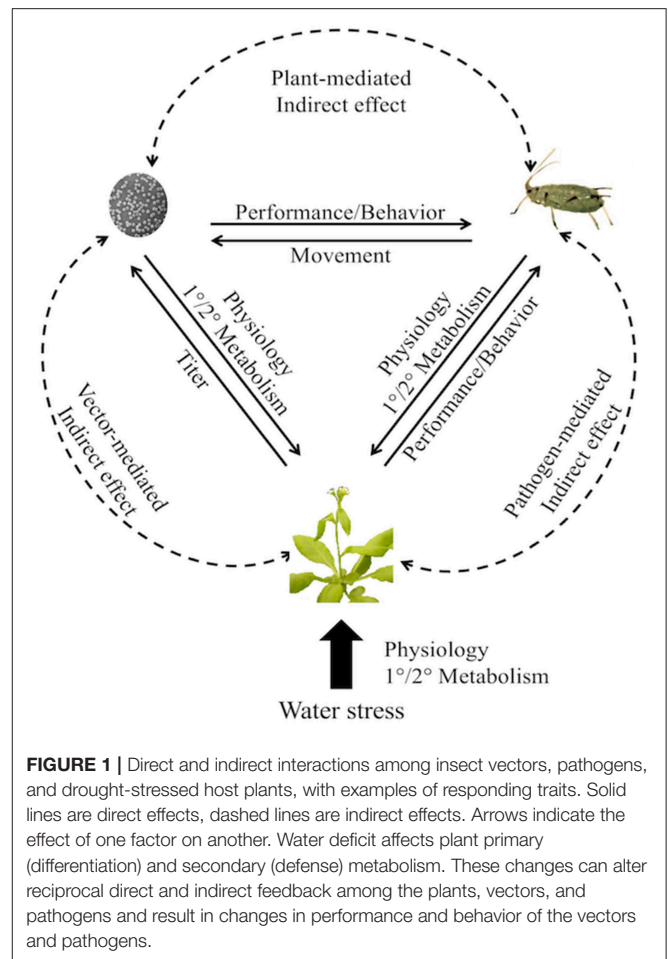 Plant-mediated
Indirect effect
Performance/Behavior
Movement
Physiology
1°/2° Metabolism
Titer
Physiology
1°/2° Metabolism
Performance/Behavior
Vector-mediated
Indirect effect
Pathogen-mediated
Indirect effect
Physiology
1°/2° Metabolism
Water stress
FIGURE 1 | Direct and indirect interactions among insect vectors, pathogens,
and drought-stressed host plants, with examples of responding traits. Solid
lines are direct effects, dashed lines are indirect effects. Arrows indicate the
effect of one factor on another. Water deficit affects plant primary
(differentiation) and secondary (defense) metabolism. These changes can alter
reciprocal direct and indirect feedback among the plants, vectors, and
pathogens and result in changes in performance and behavior of the vectors
and pathogens.